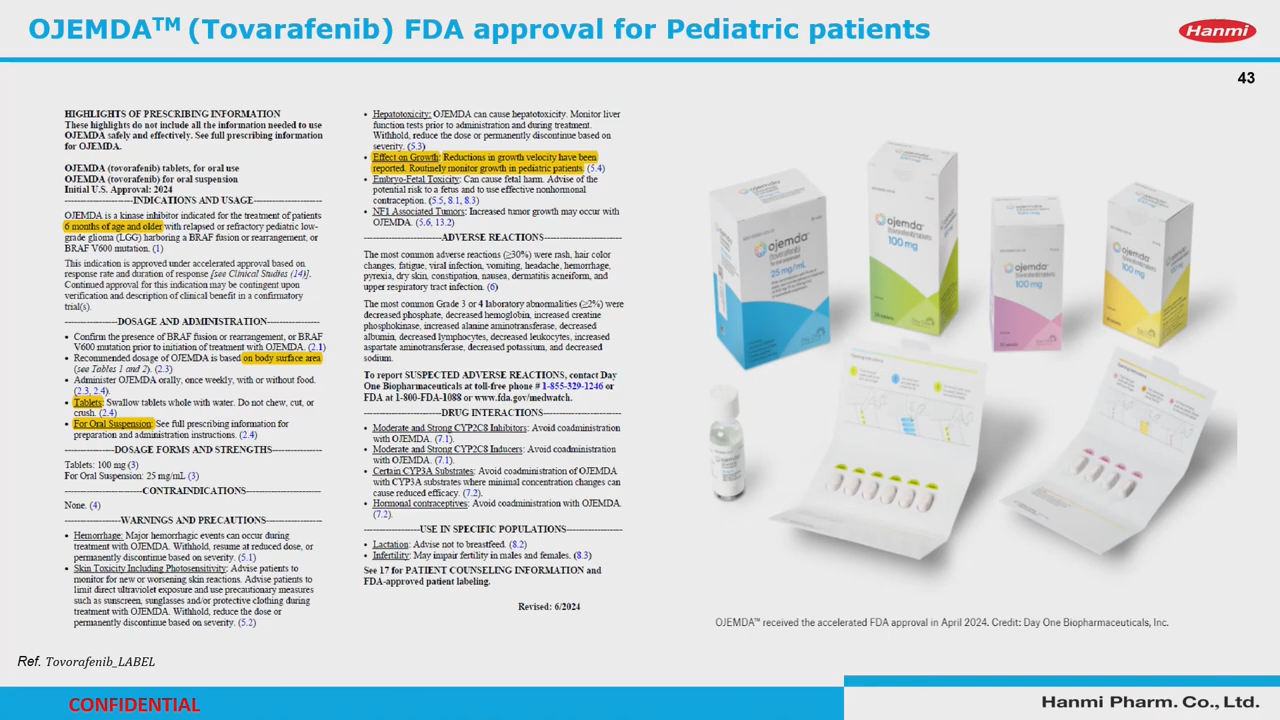 OJEMDA™ (Tovarafenib) FDA approval for Pediatric patients
Hanmi
43
HIGHLIGHTS OF PRESCRIBING INFORMATION
These highlights do not include all the information needed to use
OJEMDA safely and effectively. See full prescribing information
for OJEMDA.
OJEMDA (tovorafenib) tablets, for oral use
OJEMDA (tovorafenib) for oral suspension
Initial U.S. Approval: 2024
INDICATIONS AND USAGE
OJEMDA is a kinase inhibitor indicated for the treatment of patients
6 months of age and older with relapsed or refractory pediatric low-
grade glioma (LGG) harboring a BRAF fusion or rearrangement, or
BRAF V600 mutation. (1)
This indication is approved under accelerated approval based on
response rate and duration of response [see Clinical Studies (14)].
Continued approval for this indication may be contingent upon
verification and description of clinical benefit in a confirmatory
trial(s).
DOSAGE AND ADMINISTRATION
• Confirm the presence of BRAF fusion or rearrangement, or BRAF
V600 mutation prior to initiation of treatment with OJEMDA. (2.1)
• Recommended dosage of OJEMDA is based on body surface area
(see Tables 1 and 2). (2.3)
• Administer OJEMDA orally, once weekly, with or without food.
(2.3, 2.4)
• Tablets: Swallow tablets whole with water. Do not chew, cut, or
crush. (2.4)
• For Oral Suspension: See full prescribing information for
preparation and administration instructions. (2.4)
DOSAGE FORMS AND STRENGTHS
Tablets: 100 mg (3)
For Oral Suspension: 25 mg/mL (3)
CONTRAINDICATIONS
None. (4)
WARNINGS AND PRECAUTIONS
• Hemorrhage: Major hemorrhagic events can occur during
treatment with OJEMDA. Withhold, resume at reduced dose, or
permanently discontinue based on severity. (5.1)
• Skin Toxicity Including Photosensitivity: Advise patients to
monitor for new or worsening skin reactions. Advise patients to
limit direct ultraviolet exposure and use precautionary measures
such as sunscreen, sunglasses and/or protective clothing during
treatment with OJEMDA. Withhold, reduce the dose or
permanently discontinue based on severity. (5.2)
• Hepatotoxicity: OJEMDA can cause hepatotoxicity. Monitor liver
function tests prior to administration and during treatment.
Withhold, reduce the dose or permanently discontinue based on
severity. (5.3)
• Effect on Growth: Reductions in growth velocity have been
reported. Routinely monitor growth in pediatric patients. (5.4)
• Embryo-Fetal Toxicity: Can cause fetal harm. Advise of the
potential risk to a fetus and to use effective nonhormonal
contraception. (5.5, 8.1, 8.3)
• NF1 Associated Tumors: Increased tumor growth may occur with
OJEMDA. (5.6, 13.2)
ADVERSE REACTIONS
The most common adverse reactions (≥30%) were rash, hair color
changes, fatigue, viral infection, vomiting, headache, hemorrhage,
pyrexia, dry skin, constipation, nausea, dermatitis acneiform, and
upper respiratory tract infection. (6)
The most common Grade 3 or 4 laboratory abnormalities (≥2%) were
decreased phosphate, decreased hemoglobin, increased creatine
phosphokinase, increased alanine aminotransferase, decreased
albumin, decreased lymphocytes, decreased leukocytes, increased
aspartate aminotransferase, decreased potassium, and decreased
sodium.
To report SUSPECTED ADVERSE REACTIONS, contact Day
One Biopharmaceuticals at toll-free phone # 1-855-329-1246 or
FDA at 1-800-FDA-1088 or www.fda.gov/medwatch.
DRUG INTERACTIONS
• Moderate and Strong CYP2C8 Inhibitors: Avoid coadministration
with OJEMDA. (7.1)
• Moderate and Strong CYP2C8 Inducers: Avoid coadministration
with OJEMDA. (7.1)
• Certain CYP3A Substrates: Avoid coadministration of OJEMDA
with CYP3A substrates where minimal concentration changes can
cause reduced efficacy. (7.2)
• Hormonal contraceptives: Avoid coadministration with OJEMDA.
(7.2)
USE IN SPECIFIC POPULATIONS
• Lactation: Advise not to breastfeed. (8.2)
• Infertility: May impair fertility in males and females. (8.3)
See 17 for PATIENT COUNSELING INFORMATION and
FDA-approved patient labeling.
Revised: 6/2024
ojemda
25 mg/mL
ojemda
100 mg
ojemda
100 mg
ojemda
100 mg
OJEMDA™ received the accelerated FDA approval in April 2024. Credit: Day One Biopharmaceuticals, Inc.
Ref. Tovorafenib_LABEL
CONFIDENTIAL
Hanmi Pharm. Co., Ltd.